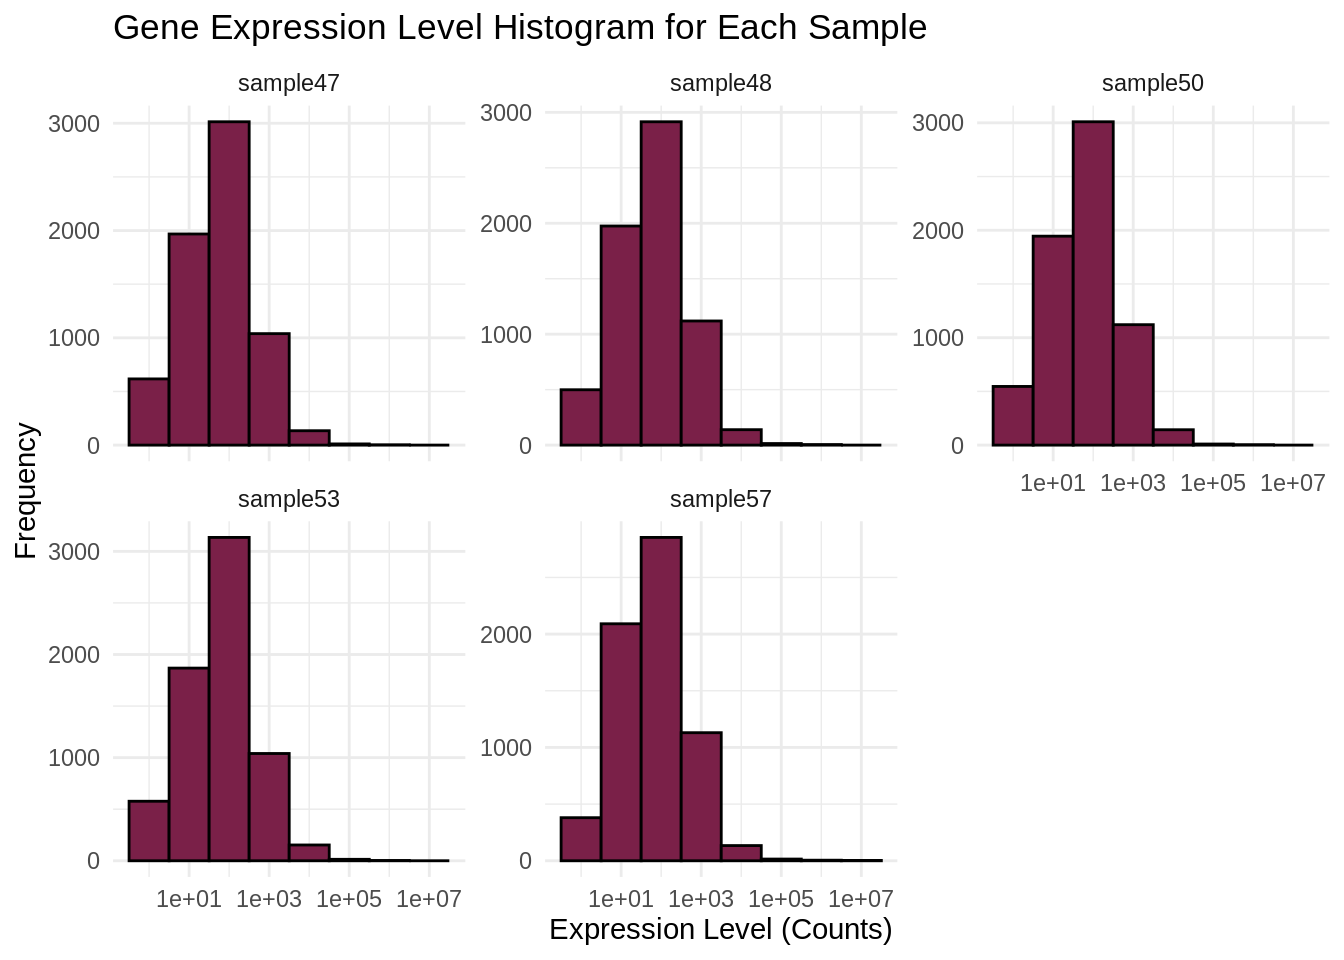 Gene Expression Level Histogram for Each Sample
sample47
sample48
sample50
3000
2000
1000
0
3000
2000
1000
0
3000
2000
1000
0
1e+01 1e+03 1e+05 1e+07
Frequency
sample53
sample57
3000
2000
1000
0
2000
1000
0
1e+01 1e+03 1e+05 1e+07
1e+01 1e+03 1e+05 1e+07
Expression Level (Counts)